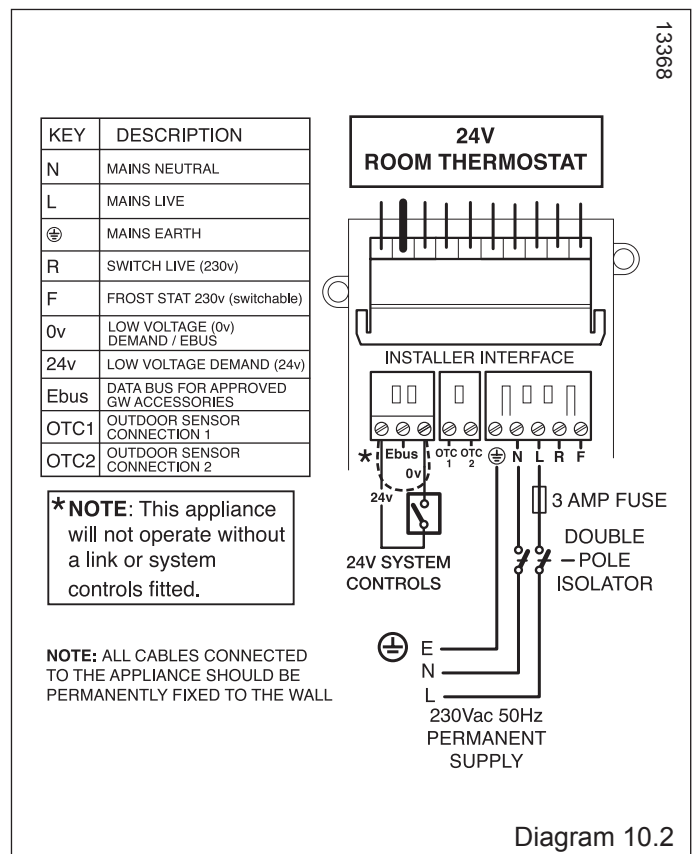 13368
KEY DESCRIPTION
N MAINS NEUTRAL
L MAINS LIVE
⏚ MAINS EARTH
R SWITCH LIVE (230v)
F FROST STAT 230v (switchable)
0v LOW VOLTAGE (0v)
DEMAND / EBUS
24v LOW VOLTAGE DEMAND (24v)
Ebus DATA BUS FOR APPROVED
GW ACCESSORIES
OTC1 OUTDOOR SENSOR
CONNECTION 1
OTC2 OUTDOOR SENSOR
CONNECTION 2
*NOTE: This appliance
will not operate without
a link or system
controls fitted.
NOTE: ALL CABLES CONNECTED
TO THE APPLIANCE SHOULD BE
PERMANENTLY FIXED TO THE WALL
24V
ROOM THERMOSTAT
INSTALLER INTERFACE
* Ebus OTC OTC ⏚ N L R F
1 2
0v
24v
3 AMP FUSE
24V SYSTEM
CONTROLS
DOUBLE
POLE
ISOLATOR
⏚ E
N
L
230Vac 50Hz
PERMANENT
SUPPLY
Diagram 10.2